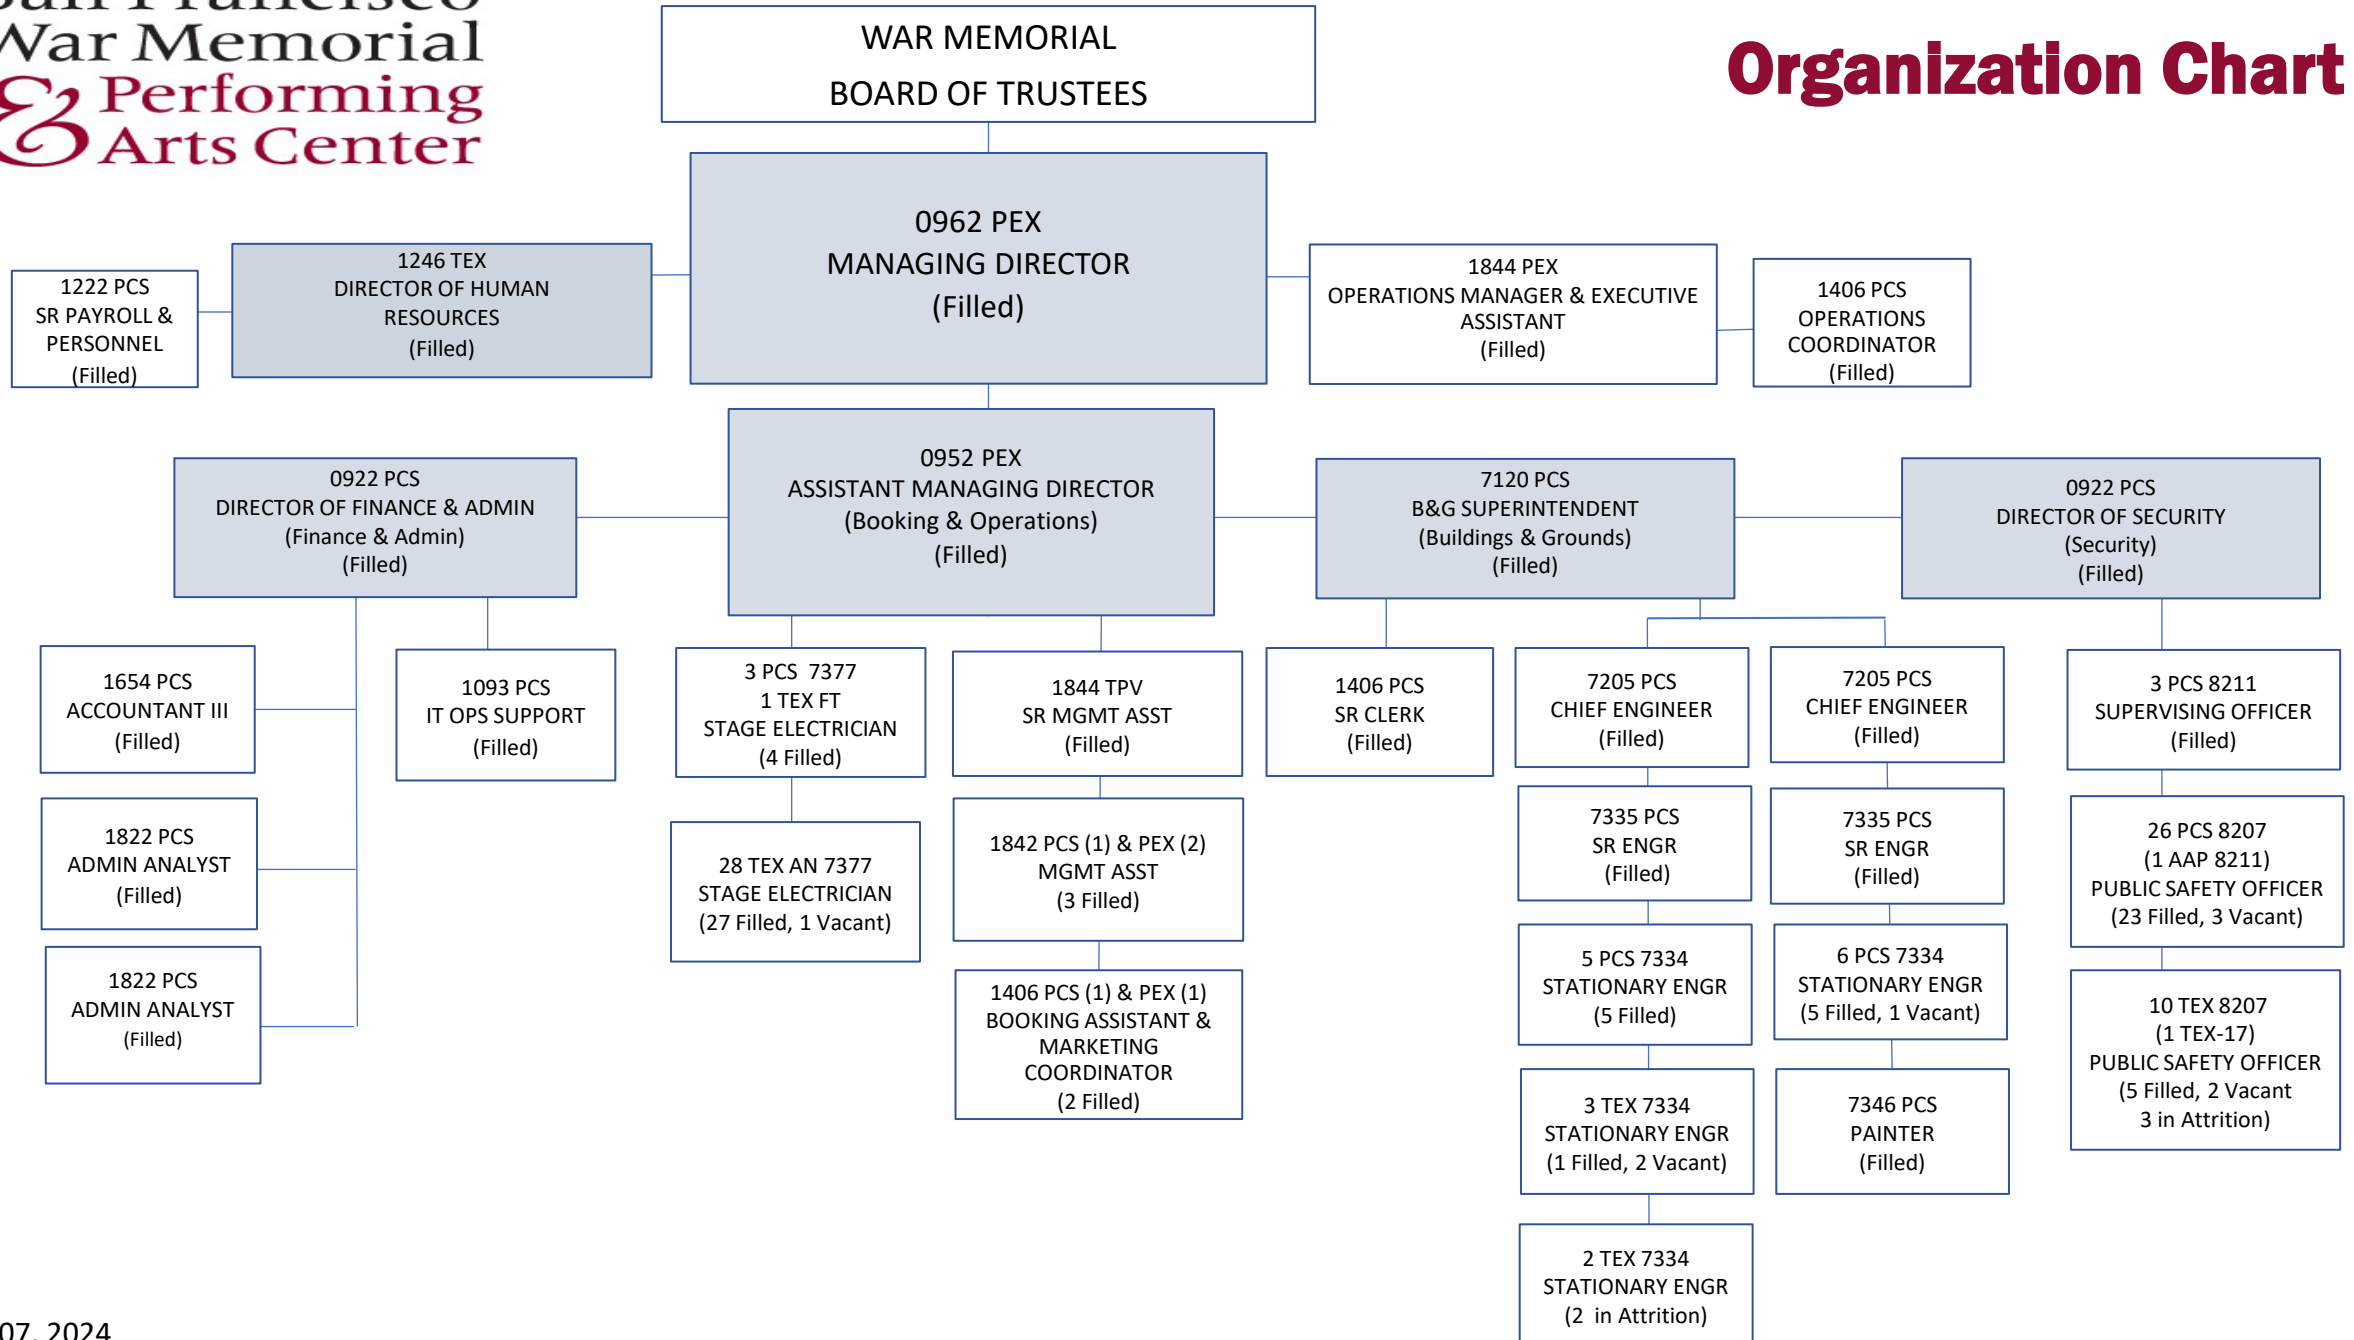 San Francisco
War Memorial
& Performing
Arts Center
WAR MEMORIAL
BOARD OF TRUSTEES
Organization Chart
0962 PEX
MANAGING DIRECTOR
(Filled)
1222 PCS
SR PAYROLL &
PERSONNEL
(Filled)
1246 TEX
DIRECTOR OF HUMAN
RESOURCES
(Filled)
1844 PEX
OPERATIONS MANAGER & EXECUTIVE
ASSISTANT
(Filled)
1406 PCS
OPERATIONS
COORDINATOR
(Filled)
0922 PCS
DIRECTOR OF FINANCE & ADMIN
(Finance & Admin)
(Filled)
0952 PEX
ASSISTANT MANAGING DIRECTOR
(Booking & Operations)
(Filled)
7120 PCS
B&G SUPERINTENDENT
(Buildings & Grounds)
(Filled)
0922 PCS
DIRECTOR OF SECURITY
(Security)
(Filled)
1654 PCS
ACCOUNTANT III
(Filled)
1822 PCS
ADMIN ANALYST
(Filled)
1822 PCS
ADMIN ANALYST
(Filled)
1093 PCS
IT OPS SUPPORT
(Filled)
3 PCS 7377
1 TEX FT
STAGE ELECTRICIAN
(4 Filled)
28 TEX AN 7377
STAGE ELECTRICIAN
(27 Filled, 1 Vacant)
1844 TPV
SR MGMT ASST
(Filled)
1842 PCS (1) & PEX (2)
MGMT ASST
(3 Filled)
1406 PCS (1) & PEX (1)
BOOKING ASSISTANT &
MARKETING
COORDINATOR
(2 Filled)
1406 PCS
SR CLERK
(Filled)
7205 PCS
CHIEF ENGINEER
(Filled)
7335 PCS
SR ENGR
(Filled)
5 PCS 7334
STATIONARY ENGR
(5 Filled)
3 TEX 7334
STATIONARY ENGR
(1 Filled, 2 Vacant)
2 TEX 7334
STATIONARY ENGR
(2 in Attrition)
7205 PCS
CHIEF ENGINEER
(Filled)
7335 PCS
SR ENGR
(Filled)
6 PCS 7334
STATIONARY ENGR
(5 Filled, 1 Vacant)
7346 PCS
PAINTER
(Filled)
3 PCS 8211
SUPERVISING OFFICER
(Filled)
26 PCS 8207
(1 AAP 8211)
PUBLIC SAFETY OFFICER
(23 Filled, 3 Vacant)
10 TEX 8207
(1 TEX-17)
PUBLIC SAFETY OFFICER
(5 Filled, 2 Vacant
3 in Attrition)
07, 2024